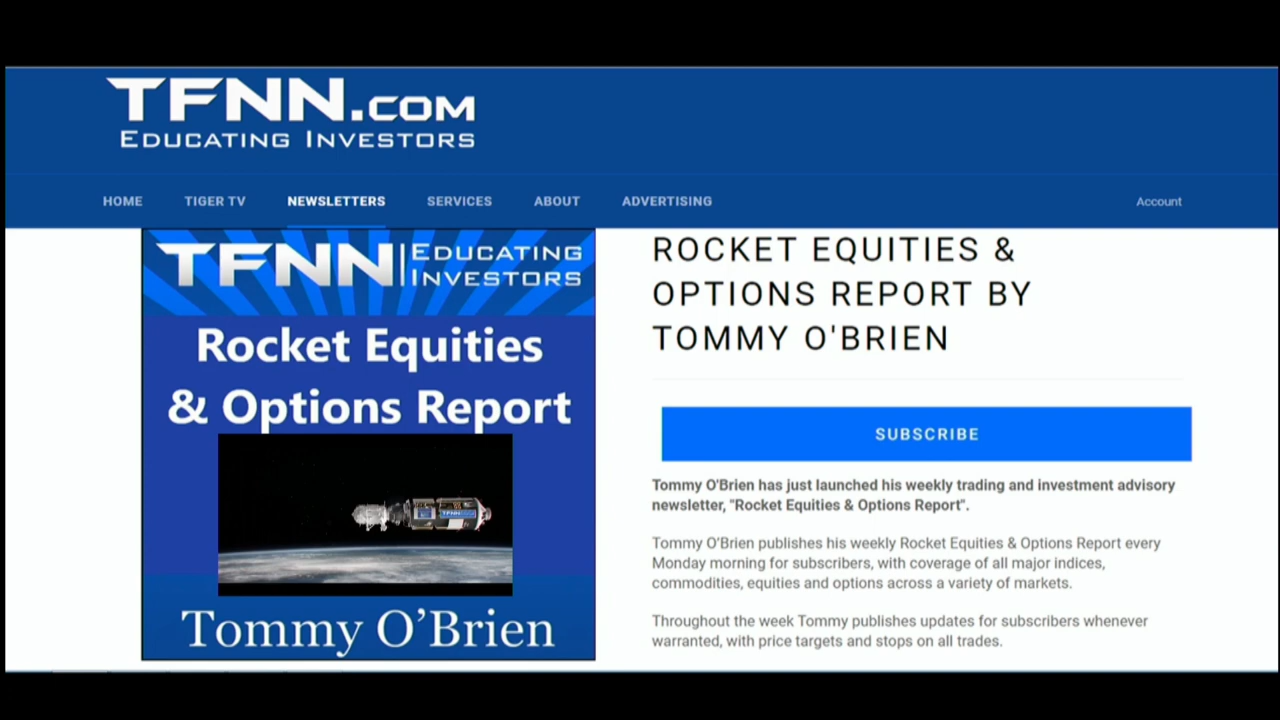 TFNN.COM
EDUCATING INVESTORS
HOME TIGER TV NEWSLETTERS SERVICES ABOUT ADVERTISING Account
TFNN EDUCATING
INVESTORS
Rocket Equities
& Options Report
TFNN
Tommy O’Brien
ROCKET EQUITIES &
OPTIONS REPORT BY
TOMMY O'BRIEN
SUBSCRIBE
Tommy O'Brien has just launched his weekly trading and investment advisory
newsletter, "Rocket Equities & Options Report".
Tommy O’Brien publishes his weekly Rocket Equities & Options Report every
Monday morning for subscribers, with coverage of all major indices,
commodities, equities and options across a variety of markets.
Throughout the week Tommy publishes updates for subscribers whenever
warranted, with price targets and stops on all trades.